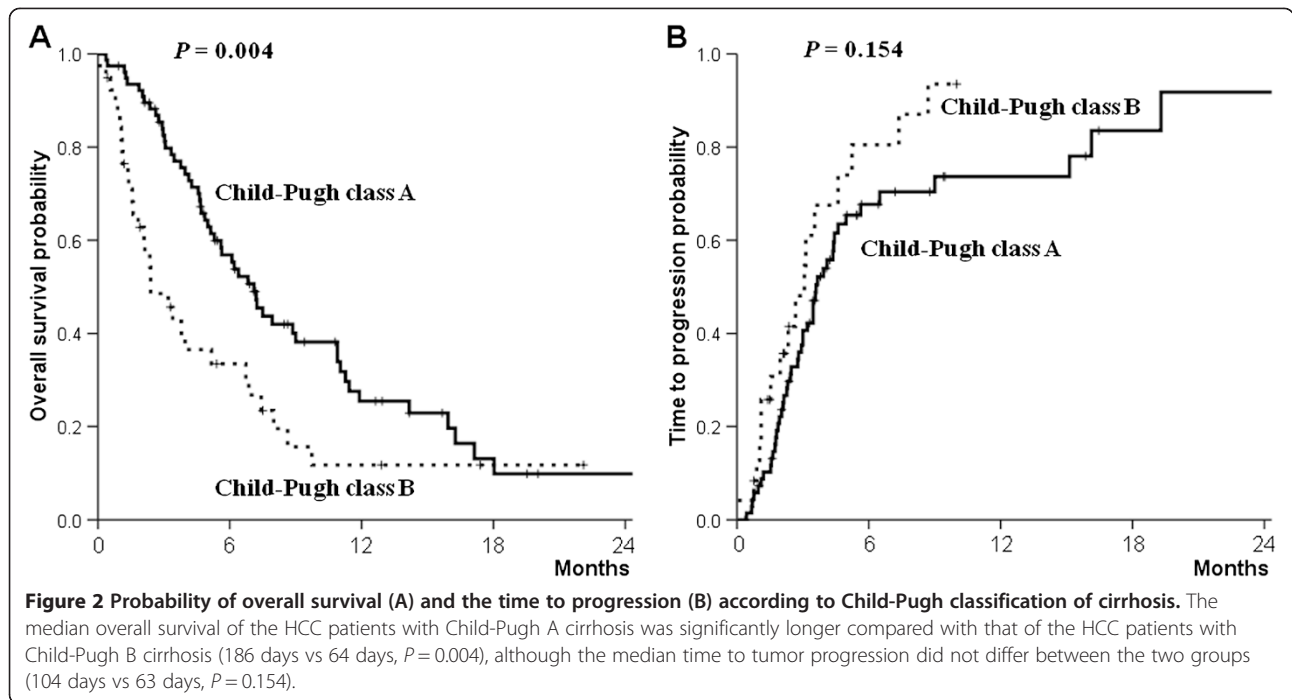 A
P = 0.004
1.0
0.8
0.6
0.4
0.2
0.0
Overall survival probability
Child-Pugh class A
Child-Pugh class B
0 6 12 18 24
Months
B
P = 0.154
1.0
0.8
0.6
0.4
0.2
0.0
Time to progression probability
Child-Pugh class B
Child-Pugh class A
0 6 12 18 24
Months
Figure 2 Probability of overall survival (A) and the time to progression (B) according to Child-Pugh classification of cirrhosis. The
median overall survival of the HCC patients with Child-Pugh A cirrhosis was significantly longer compared with that of the HCC patients with
Child-Pugh B cirrhosis (186 days vs 64 days, P = 0.004), although the median time to tumor progression did not differ between the two groups
(104 days vs 63 days, P = 0.154).